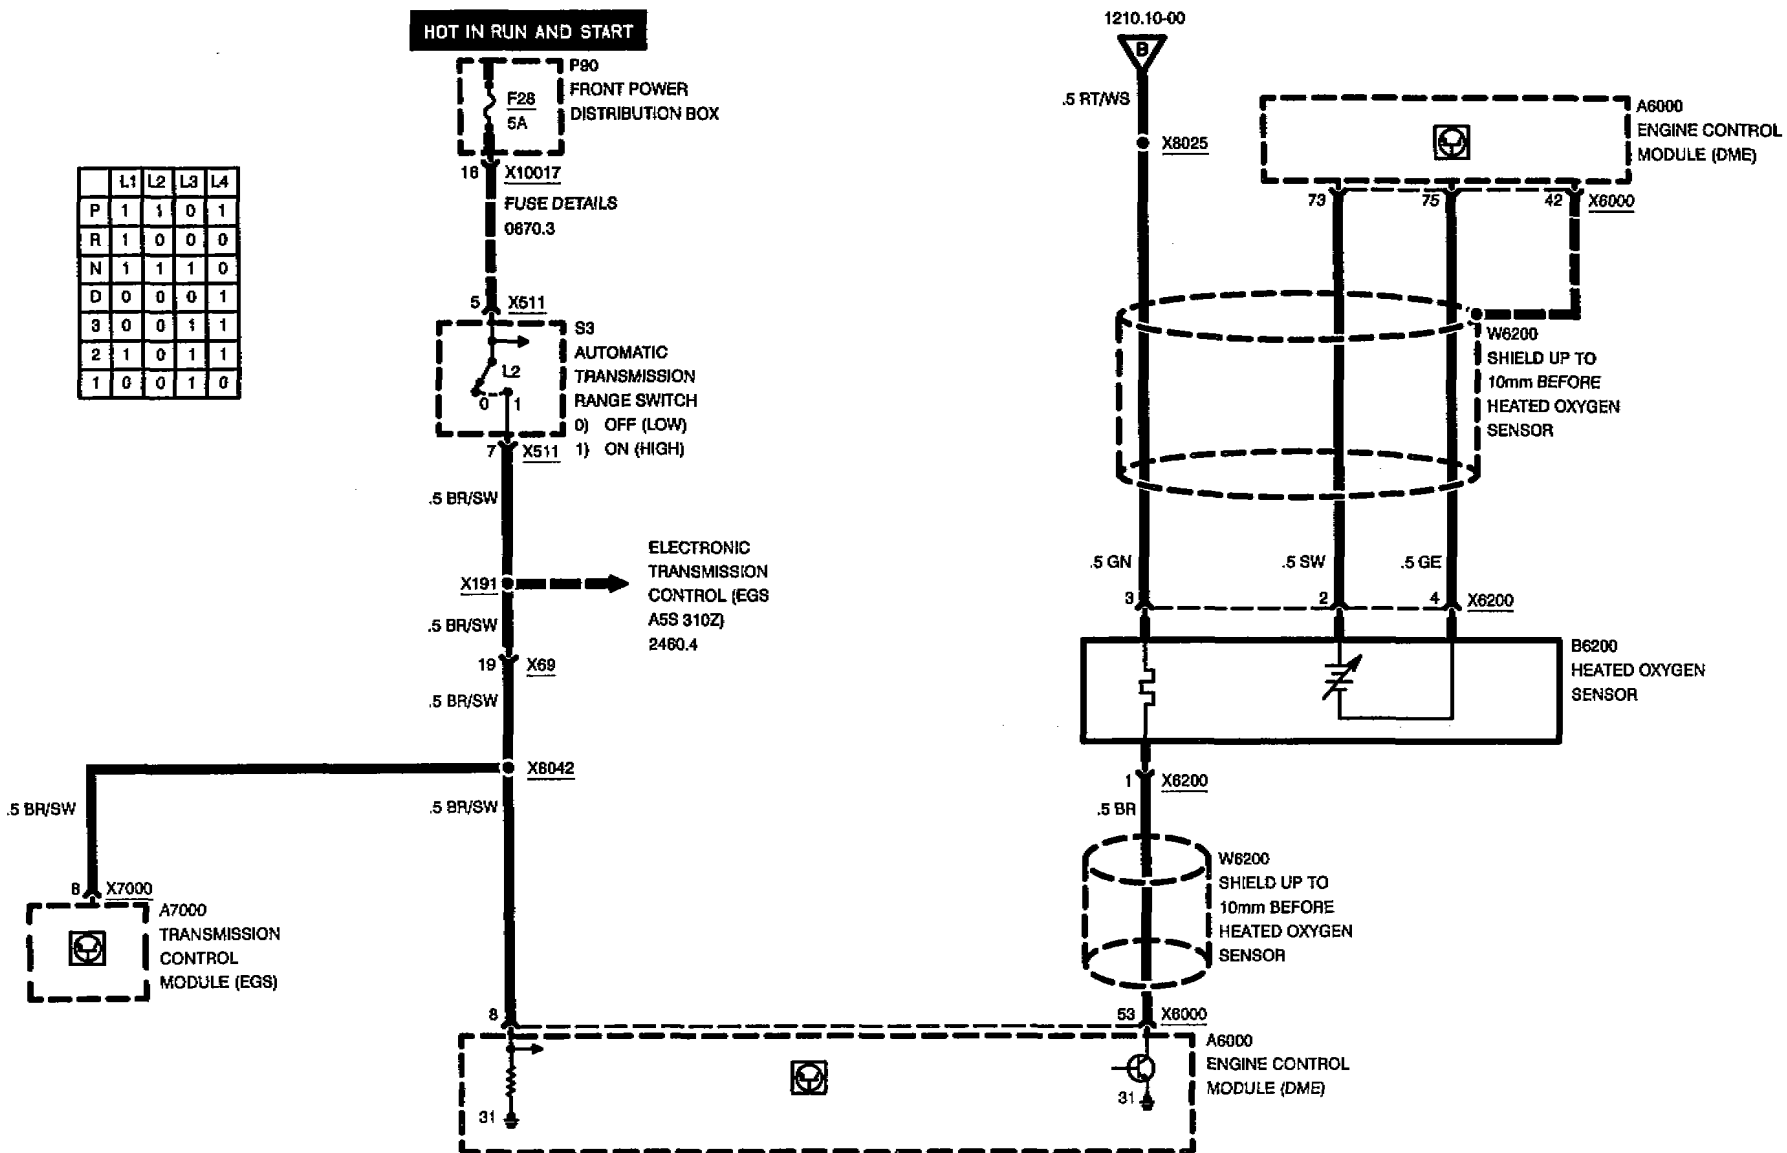 HOT IN RUN AND START
P90
FRONT POWER
DISTRIBUTION BOX
F28
5A
16 X10017
FUSE DETAILS
0670.3
L1 L2 L3 L4
P 1 1 0 1
R 1 0 0 0
N 1 1 1 0
D 0 0 0 1
3 0 0 1 1
2 1 0 1 1
1 0 0 1 0
5 X511
S3
AUTOMATIC
TRANSMISSION
RANGE SWITCH
0) OFF (LOW)
1) ON (HIGH)
L2
0 1
7 X511
.5 BR/SW
X191
ELECTRONIC
TRANSMISSION
CONTROL (EGS
A5S 310Z)
2460.4
.5 BR/SW
19 X69
.5 BR/SW
X8042
.5 BR/SW
.5 BR/SW
8 X7000
A7000
TRANSMISSION
CONTROL
MODULE (EGS)
8
31
1210.10-00
B
.5 RT/WS
X8025
A6000
ENGINE CONTROL
MODULE (DME)
73 75 42 X6000
W6200
SHIELD UP TO
10mm BEFORE
HEATED OXYGEN
SENSOR
.5 GN .5 SW .5 GE
3 2 4 X6200
B6200
HEATED OXYGEN
SENSOR
1 X6200
.5 BR
W6200
SHIELD UP TO
10mm BEFORE
HEATED OXYGEN
SENSOR
53 X6000
A6000
ENGINE CONTROL
MODULE (DME)
31